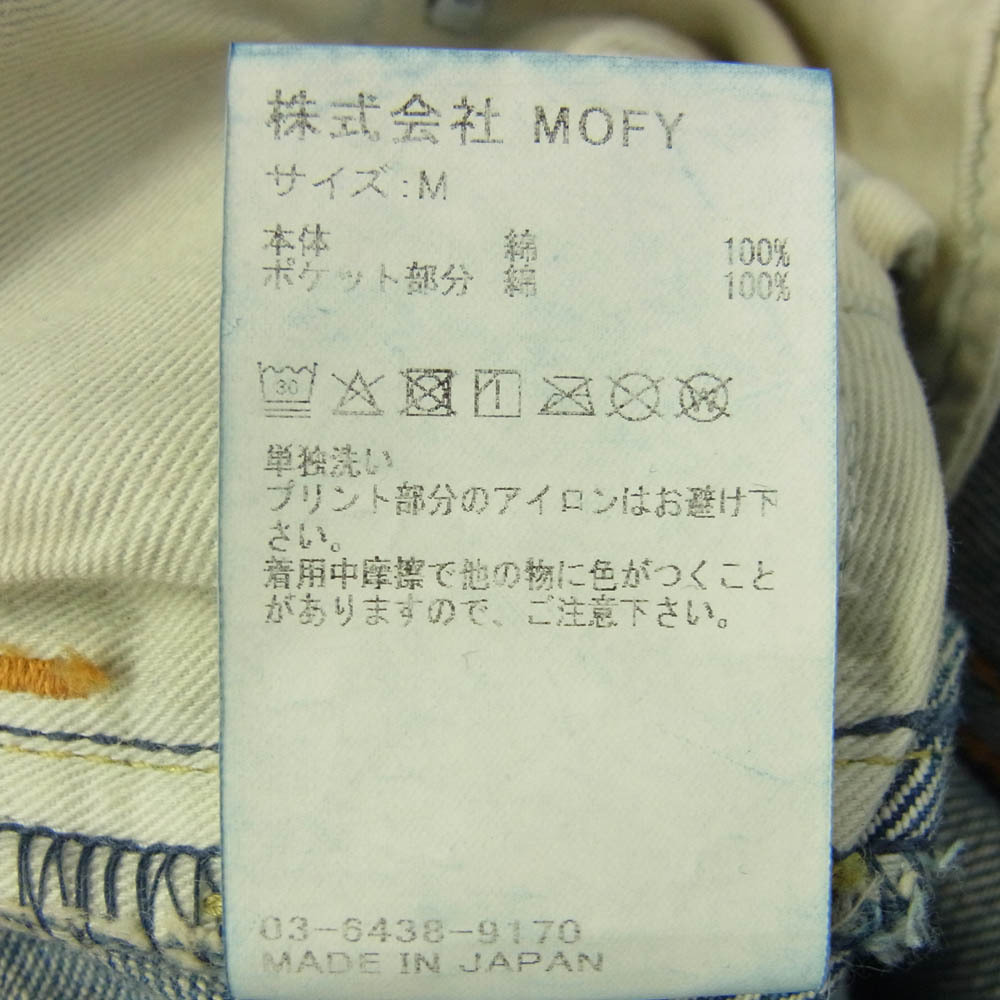 株式会社 MOFY
サイズ:M
本体 綿 100%
ポケット部分 綿 100%
30
単独洗い
プリント部分のアイロンはお避け下
さい。
着用中摩擦で他の物に色がつくこと
がありますので、ご注意下さい。
03-6438-9170
MADE IN JAPAN